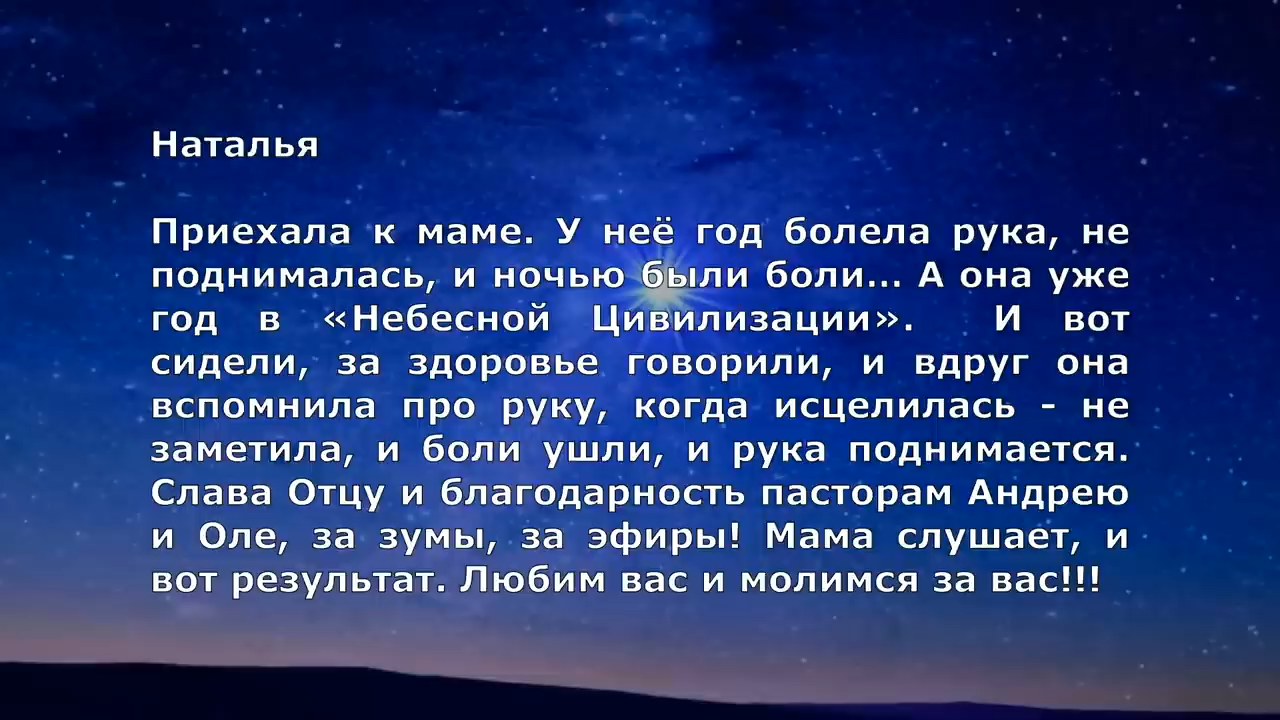 Наталья
Приехала к маме. У неё год болела рука, не
поднималась, и ночью были боли... А она уже
год в «Небесной Цивилизации». И вот
сидели, за здоровье говорили, и вдруг она
вспомнила про руку, когда исцелилась - не
заметила, и боли ушли, и рука поднимается.
Слава Отцу и благодарность пасторам Андрею
и Оле, за зумы, за эфиры! Мама слушает, и
вот результат. Любим вас и молимся за вас!!!